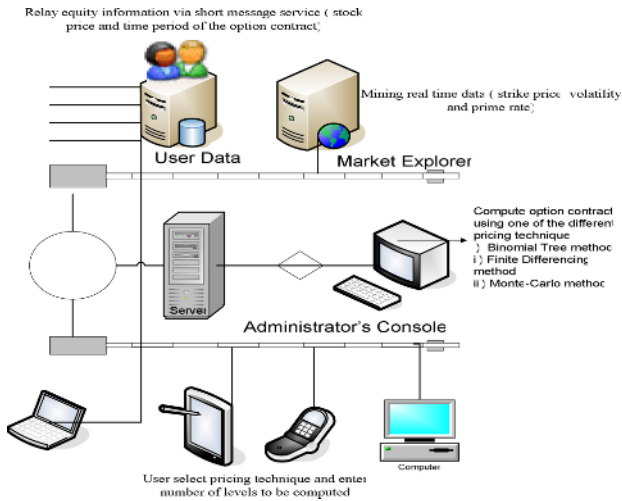 Relay equity information via short message service ( stock
price and time period of the option contract)
Mining real time data ( strike price volatility
and prime rate)
User Data
Market Explorer
Compute option contract
using one of the different
pricing technique
) Binomial Tree method
i ) Finite Differencing
method
ii ) Monte-Carlo method
Server
Administrator's Console
Computer
User select pricing technique and enter
number of levels to be computed